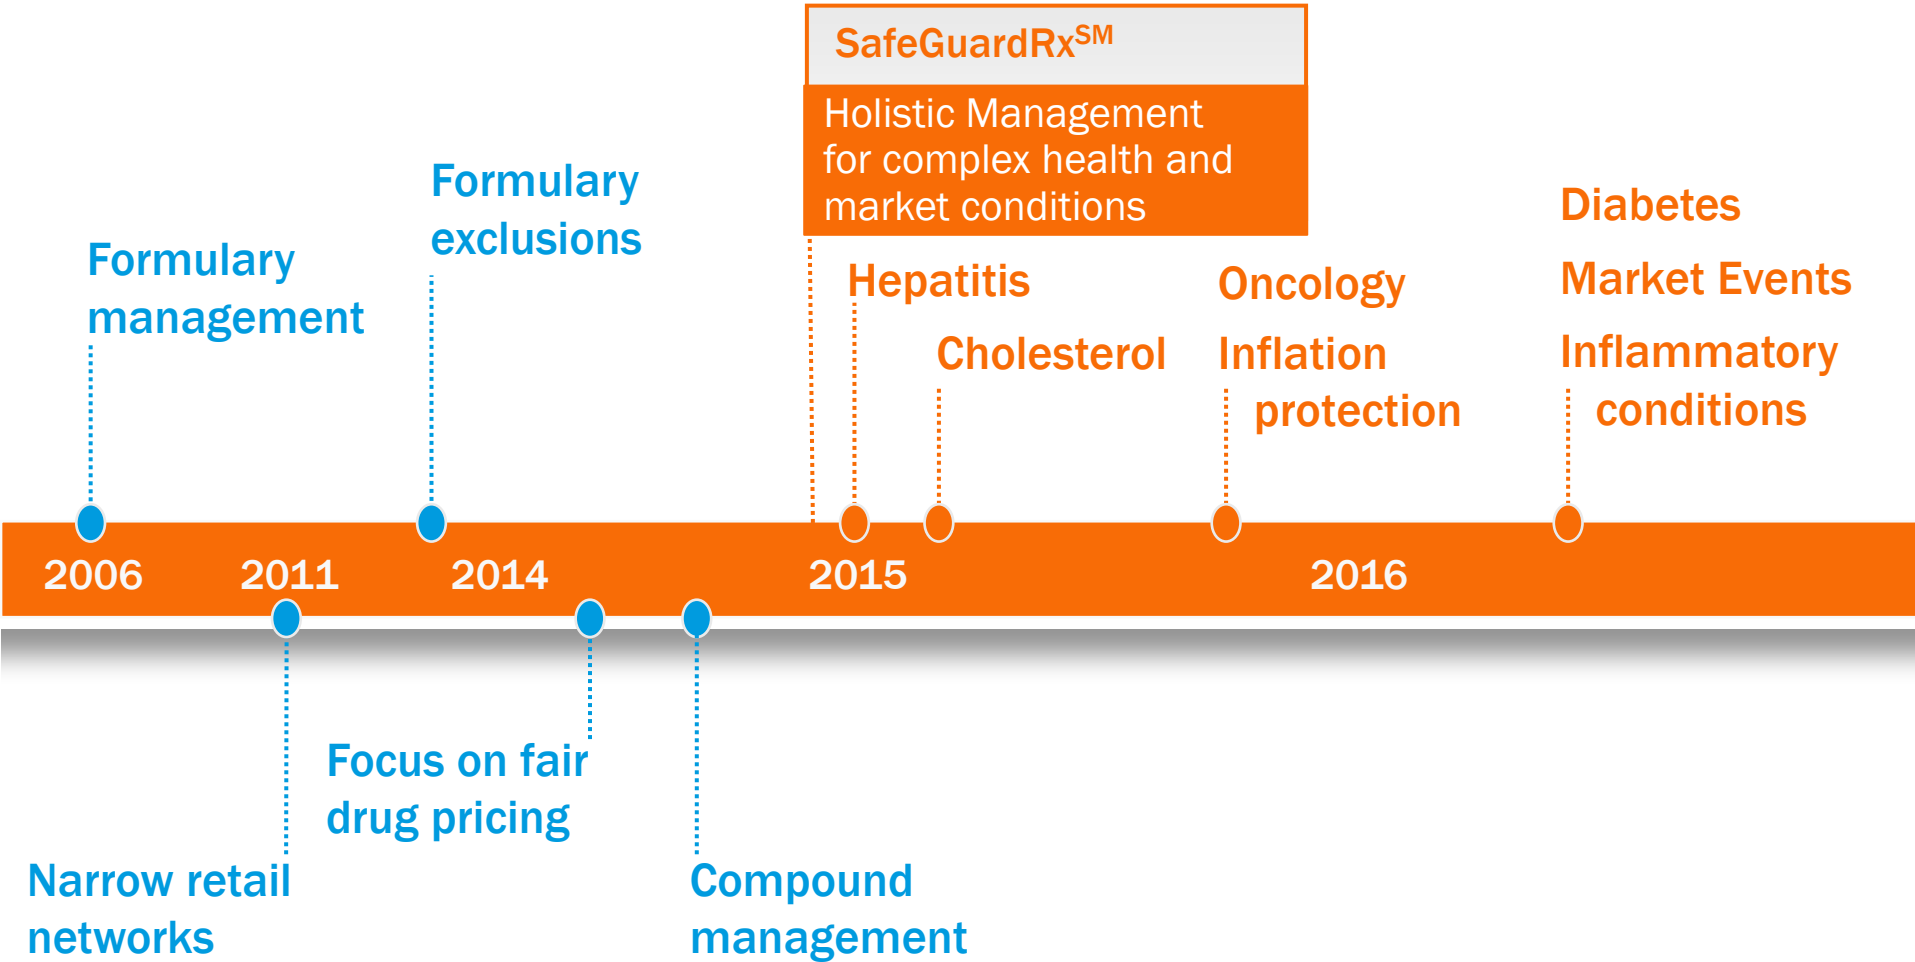 SafeGuardRxSM
Holistic Management
for complex health and
market conditions
Formulary
management
Formulary
exclusions
Hepatitis
Cholesterol
Oncology
Inflation
protection
Diabetes
Market Events
Inflammatory
conditions
2006 2011 2014 2015 2016
Narrow retail
networks
Focus on fair
drug pricing
Compound
management